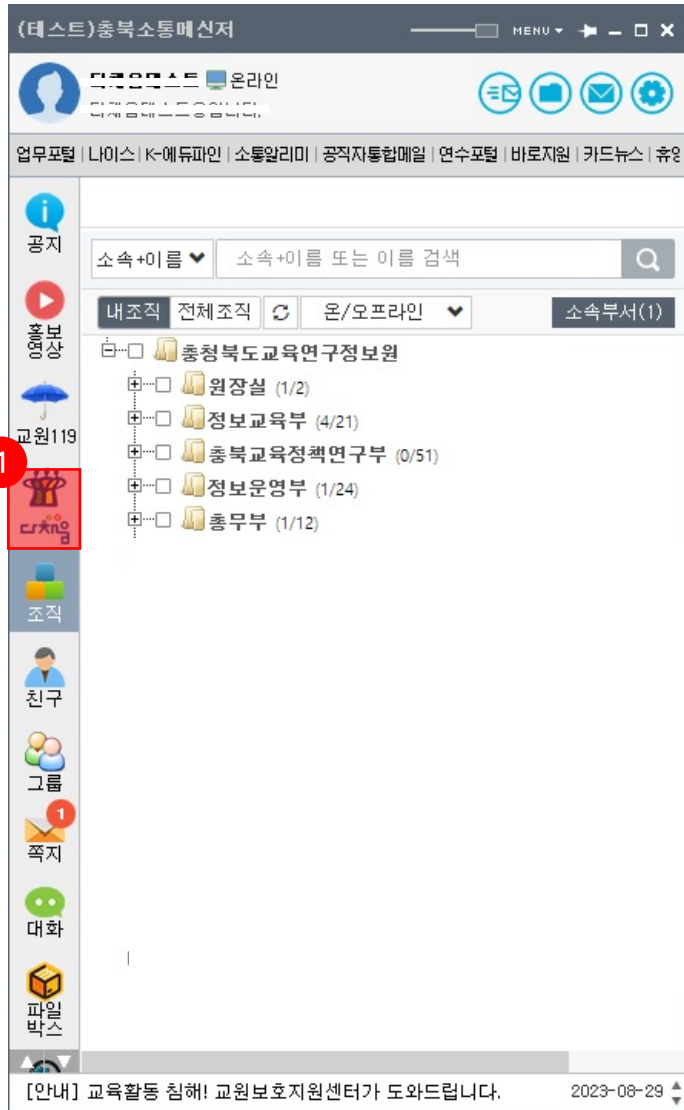 (테스트)충북소통메신저 MENU
온라인
업무포털 | 나이스 | K-에듀파인 | 소통알리미 | 공직자통합메일 | 연수포털 | 바로지원 | 카드뉴스 | 휴양
공지
소속+이름 소속+이름 또는 이름 검색
홍보
영상
내조직 전체조직 온/오프라인 소속부서(1)
충청북도교육연구정보원
원장실 (1/2)
정보교육부 (4/21)
충북교육정책연구부 (0/51)
정보운영부 (1/24)
총무부 (1/12)
교원119
1
다채움
조직
친구
그룹
1
쪽지
대화
파일
박스
[안내] 교육활동 침해! 교원보호지원센터가 도와드립니다. 2023-08-29